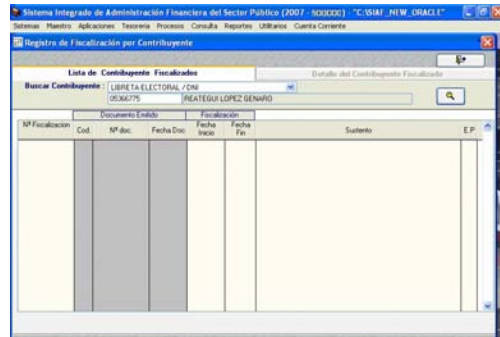 Sistema Integrado de Administración Financiera del Sector Público (2007 - 500000) - "C:\SIAF_NEW_ORACLE"
Sistemas Maestro Aplicaciones Tesoreria Procesos Consulta Reportes Utilitarios Cuenta Corriente
Registro de Fiscalización por Contribuyente
Lista de Contribuyente Fiscalizados Detalle del Contribuyente Fiscalizado
Buscar Contribuyente : LIBRETA ELECTORAL / DNI
05366775 REATEGUI LOPEZ GENARO
Documento Emitido Fiscalización
Nº Fiscalizacion Cod. Nº doc. Fecha Doc Fecha Inicio Fecha Fin Sustento E.P